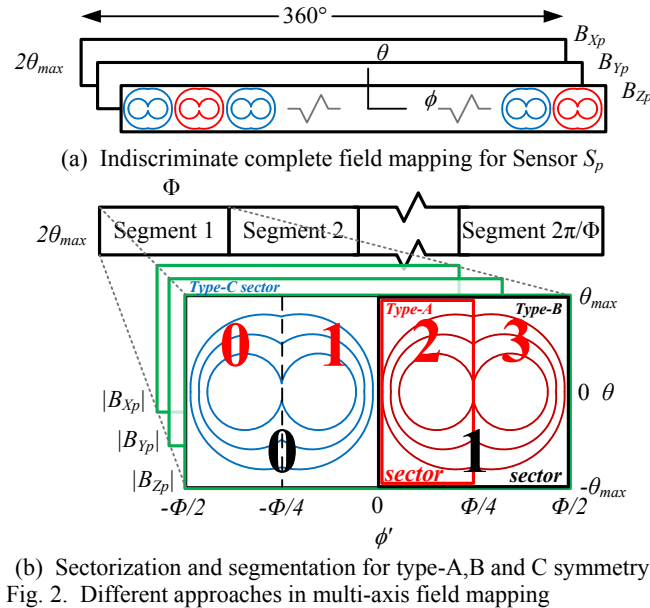 360°
2θmax
θ
ϕ
BXp
BYp
BZp
(a) Indiscriminate complete field mapping for Sensor Sp
Φ
2θmax
Segment 1
Segment 2
Segment 2π/Φ
Type-C sector
Type-A
Type-B
0
1
2
3
0
1
sector
sector
θmax
0 θ
-θmax
|BXp|
|BYp|
|BZp|
-Φ/2
-Φ/4
0
Φ/4
Φ/2
ϕ'
(b) Sectorization and segmentation for type-A,B and C symmetry
Fig. 2. Different approaches in multi-axis field mapping